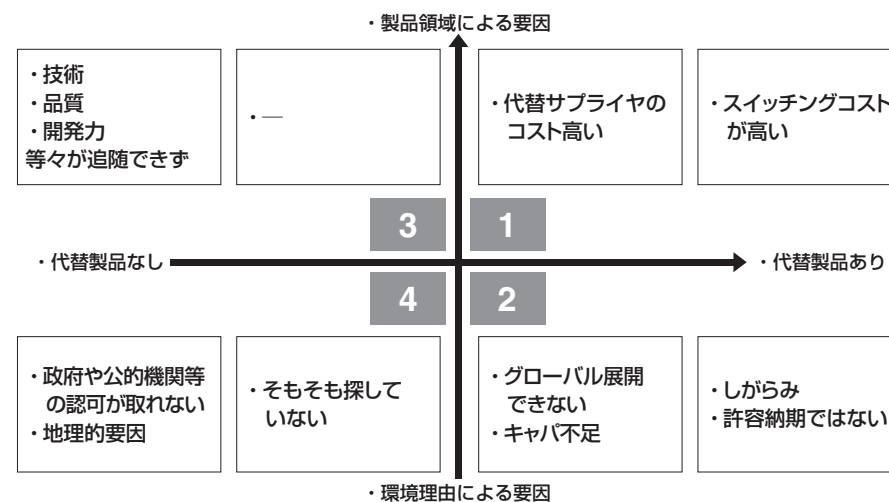 ・製品領域による要因
・技術
・品質
・開発力
等々が追随できず
・―
・代替サプライヤの
コスト高い
・スイッチングコスト
が高い
3
1
・代替製品なし
・代替製品あり
4
2
・政府や公的機関等
の認可が取れない
・地理的要因
・そもそも探して
いない
・グローバル展開
できない
・キャパ不足
・しがらみ
・許容納期ではない
・環境理由による要因